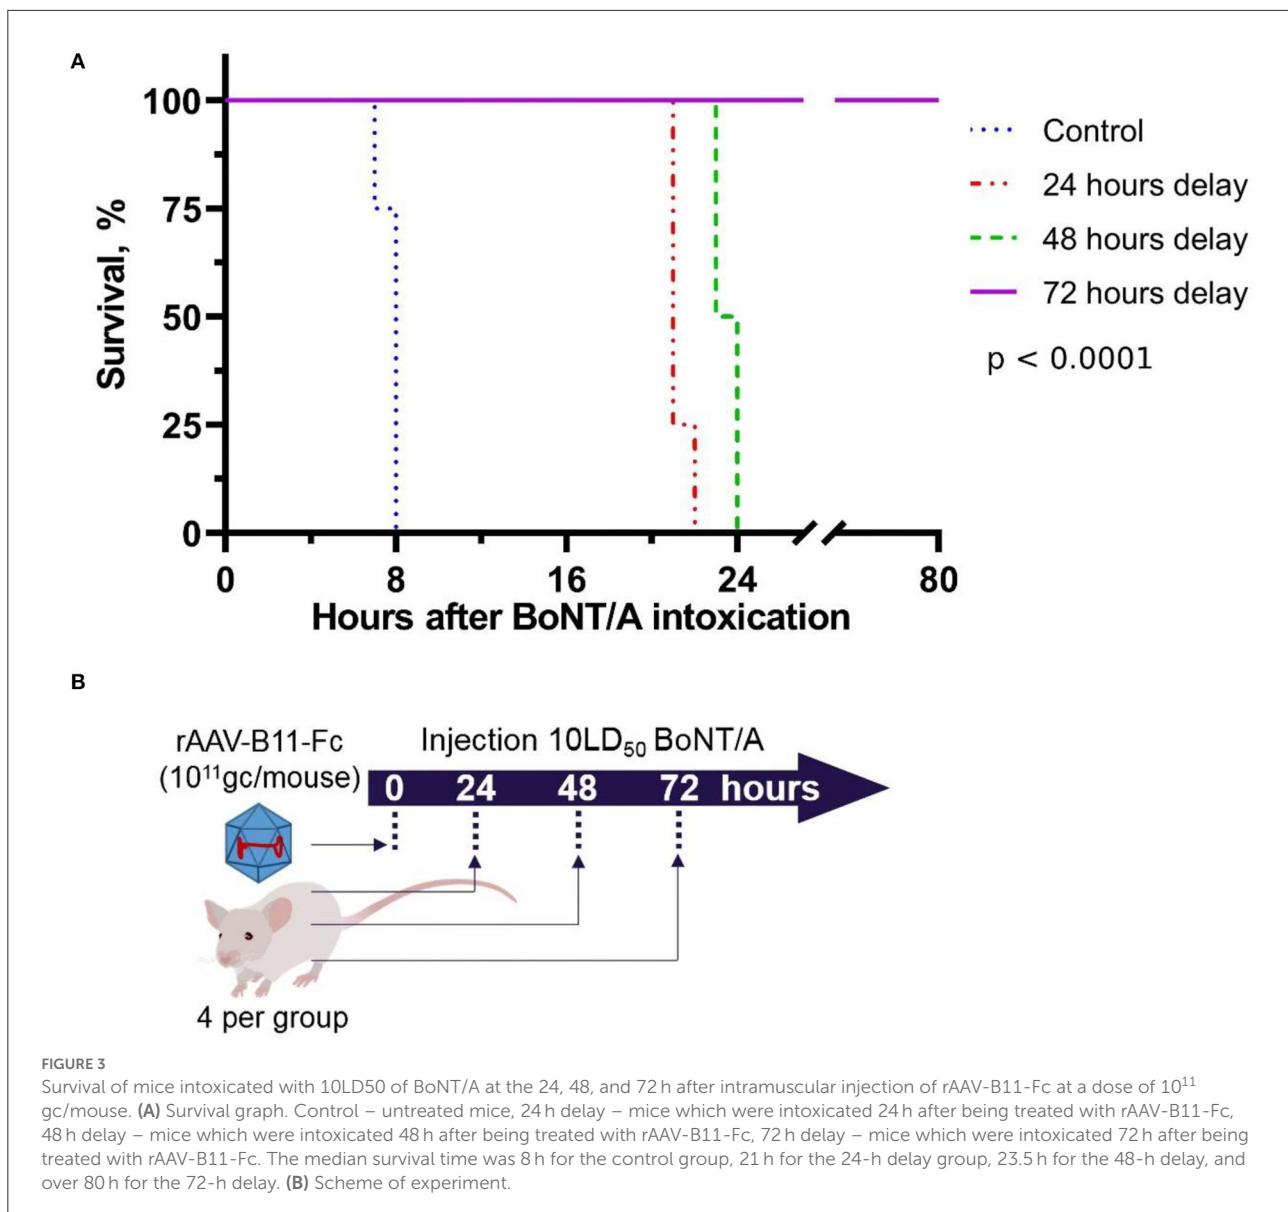 A
100
75
50
25
0
Survival, %
0 8 16 24 80
Hours after BoNT/A intoxication
Control
24 hours delay
48 hours delay
72 hours delay
p < 0.0001
B
rAAV-B11-Fc
(10¹¹gc/mouse)
Injection 10LD₅₀ BoNT/A
0 24 48 72 hours
4 per group
FIGURE 3
Survival of mice intoxicated with 10LD50 of BoNT/A at the 24, 48, and 72 h after intramuscular injection of rAAV-B11-Fc at a dose of 10¹¹
gc/mouse. (A) Survival graph. Control – untreated mice, 24 h delay – mice which were intoxicated 24 h after being treated with rAAV-B11-Fc,
48 h delay – mice which were intoxicated 48 h after being treated with rAAV-B11-Fc, 72 h delay – mice which were intoxicated 72 h after being
treated with rAAV-B11-Fc. The median survival time was 8 h for the control group, 21 h for the 24-h delay group, 23.5 h for the 48-h delay, and
over 80 h for the 72-h delay. (B) Scheme of experiment.